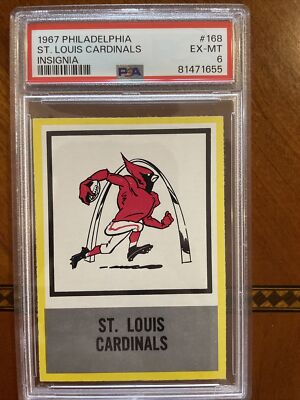 1967 PHILADELPHIA #168
ST. LOUIS CARDINALS EX-MT
INSIGNIA 6
PSA 81471655
ST. LOUIS
CARDINALS